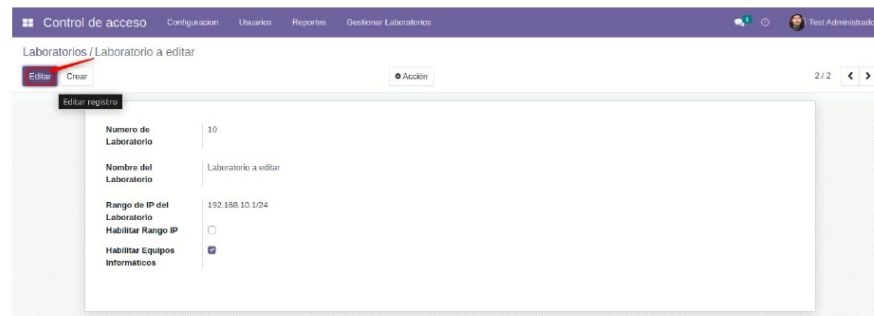 Control de acceso Configuracion Usuarios Reportes Gestionar Laboratorios 1 Test Administrado
Laboratorios / Laboratorio a editar
Editar Crear Acción 2 / 2
Editar registro
Numero de 10
Laboratorio
Nombre del Laboratorio a editar
Laboratorio
Rango de IP del 192.168.10.1/24
Laboratorio
Habilitar Rango IP
Habilitar Equipos
Informáticos